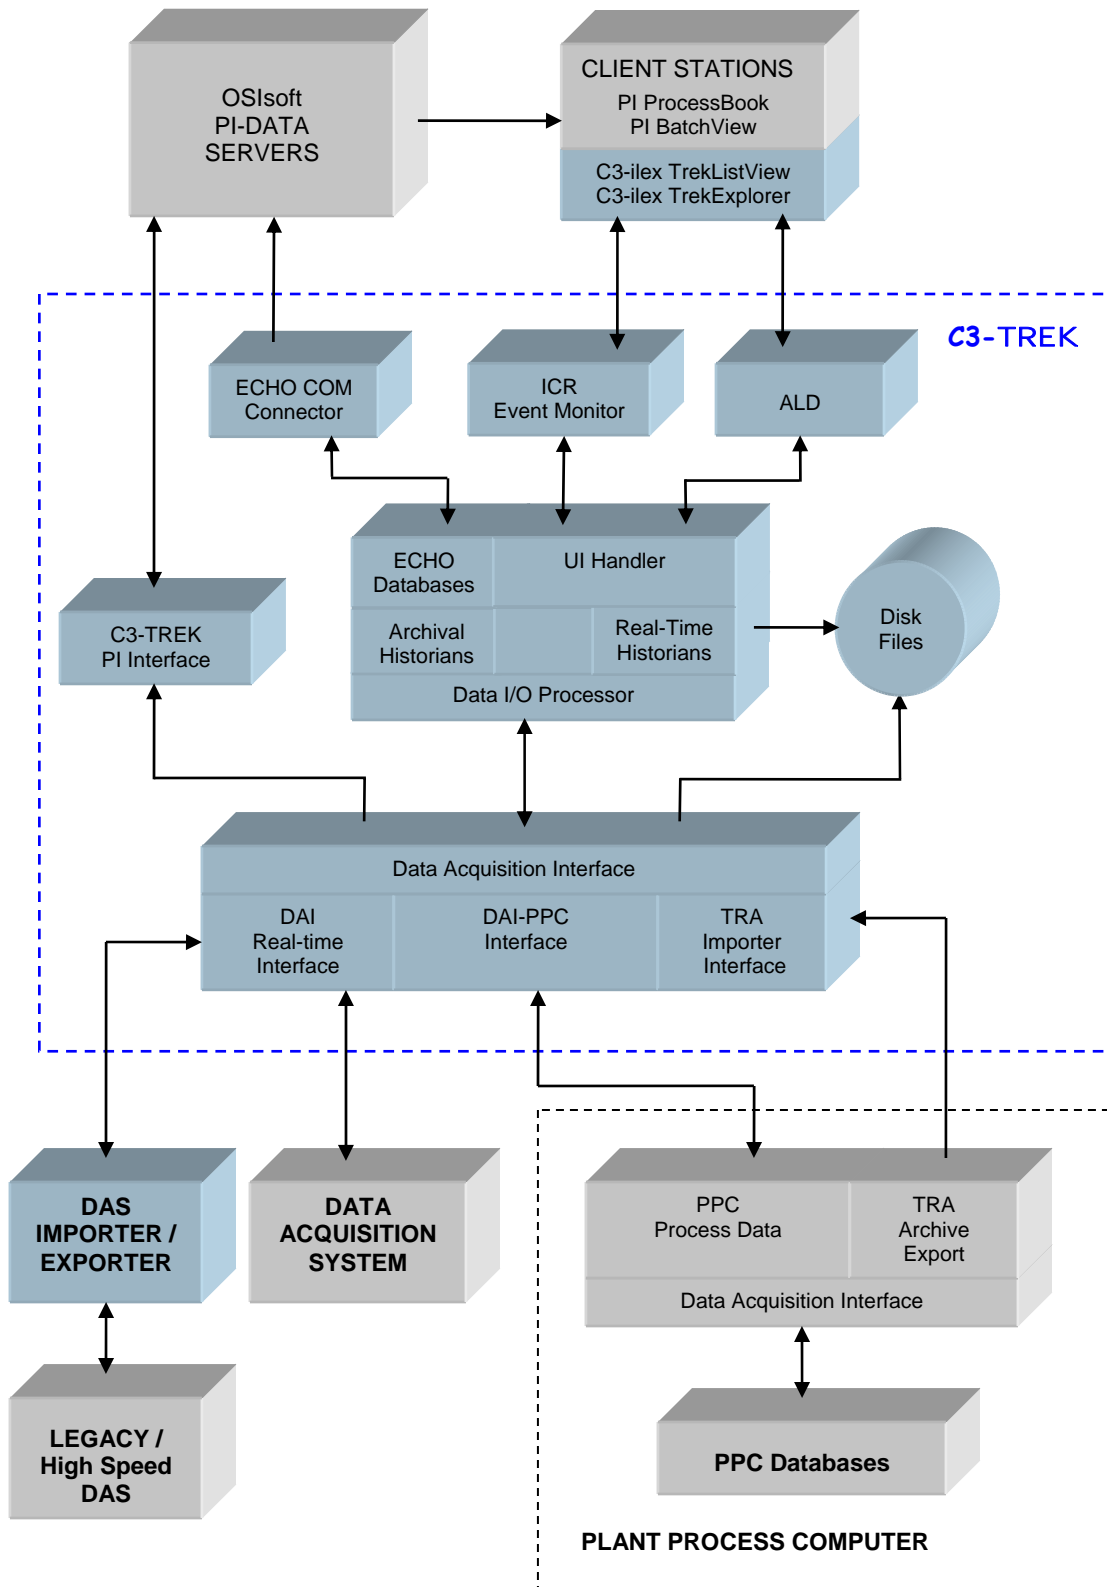 OSIsoft
PI-DATA
SERVERS
CLIENT STATIONS
PI ProcessBook
PI BatchView
C3-ilex TrekListView
C3-ilex TrekExplorer
C3-TREK
ECHO COM
Connector
ICR
Event Monitor
ALD
ECHO
Databases
UI Handler
Archival
Historians
Real-Time
Historians
Data I/O Processor
Disk
Files
C3-TREK
PI Interface
Data Acquisition Interface
DAI
Real-time
Interface
DAI-PPC
Interface
TRA
Importer
Interface
DAS
IMPORTER /
EXPORTER
DATA
ACQUISITION
SYSTEM
PPC
Process Data
TRA
Archive
Export
Data Acquisition Interface
LEGACY /
High Speed
DAS
PPC Databases
PLANT PROCESS COMPUTER